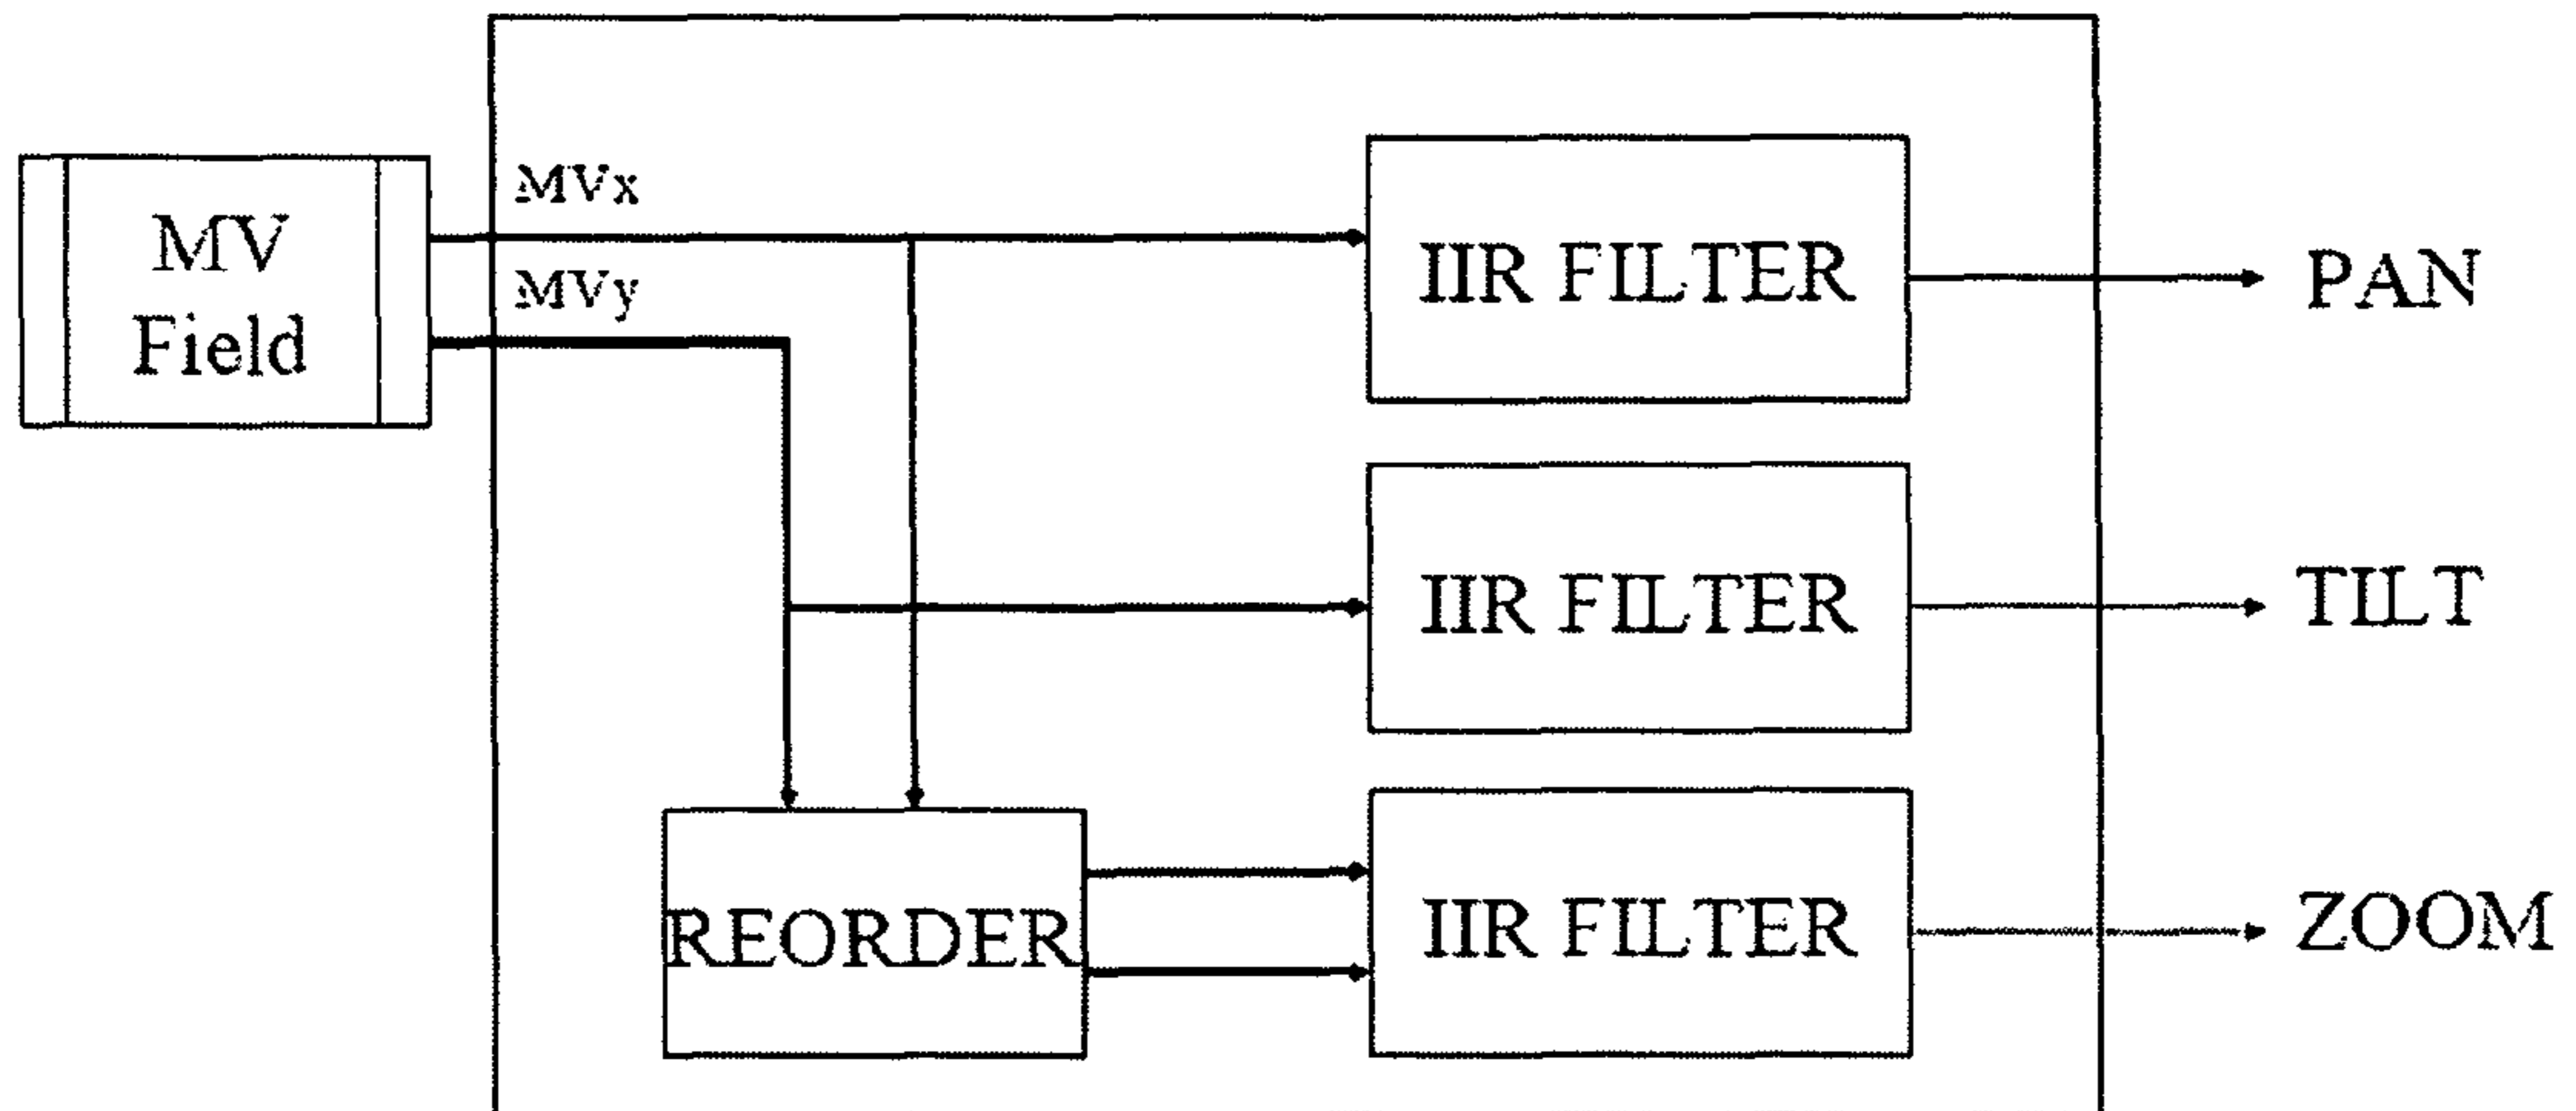 MVx
MV
Field
MVy
IIR FILTER
PAN
IIR FILTER
TILT
REORDER
IIR FILTER
ZOOM